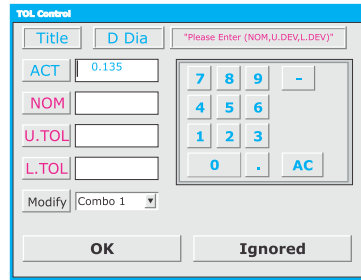 TOL Control
Title D Dia "Please Enter (NOM,U.DEV,L.DEV)"
ACT 0.135
7 8 9 -
NOM
4 5 6
U.TOL
1 2 3
L.TOL
0 . AC
Modify Combo 1
OK Ignored